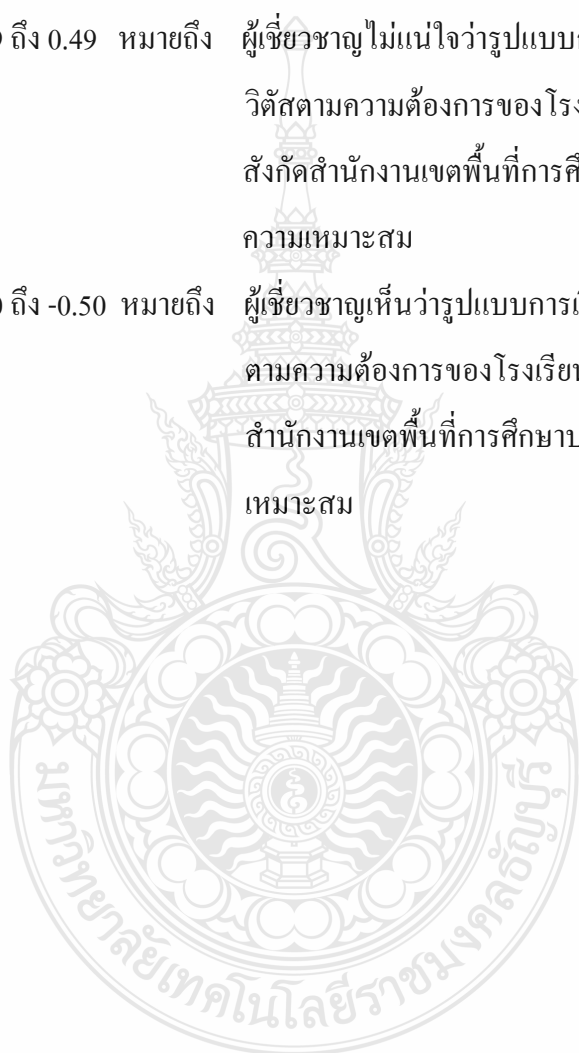 ถึง 0.49 หมายถึง ผู้เชี่ยวชาญไม่แน่ใจว่ารูปแบบ
วิตัสตามความต้องการของโรง
สังกัดสำนักงานเขตพื้นที่การศึ
ความเหมาะสม
ถึง -0.50 หมายถึง ผู้เชี่ยวชาญเห็นว่ารูปแบบการ
ตามความต้องการของโรงเรียน
สำนักงานเขตพื้นที่การศึกษา
เหมาะสม
มหาวิทยาลัยเทคโนโลยีราชมงคลธัญบุรี